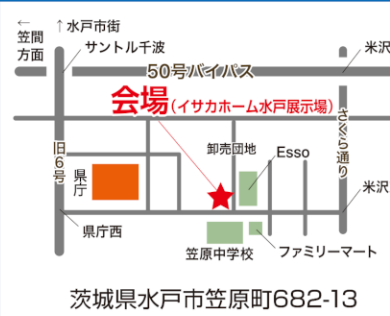 ← 笠間方面
↑水戸市街
サントル千波
米沢
50号バイパス
会場(イサカホーム水戸展示場)
旧6号
県庁
卸売団地
Esso
さくら通り
米沢
県庁西
笠原中学校
ファミリーマート
茨城県水戸市笠原町682-13